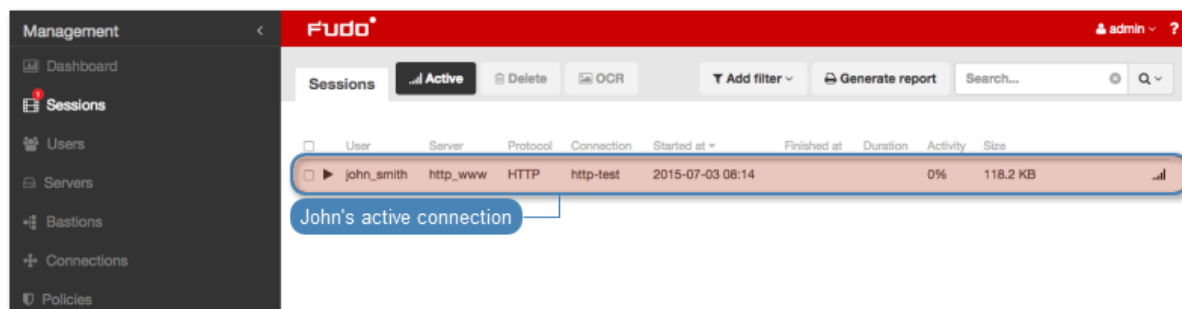 Management
FUDO
admin
?
Dashboard
Sessions
Active
Delete
OCR
Add filter
Generate report
Search...
1
Sessions
Users
User Server Protocol Connection Started at Finished at Duration Activity Size
Servers
john_smith http_www HTTP http-test 2015-07-03 08:14 0% 118.2 KB
John's active connection
Bastions
Connections
Policies